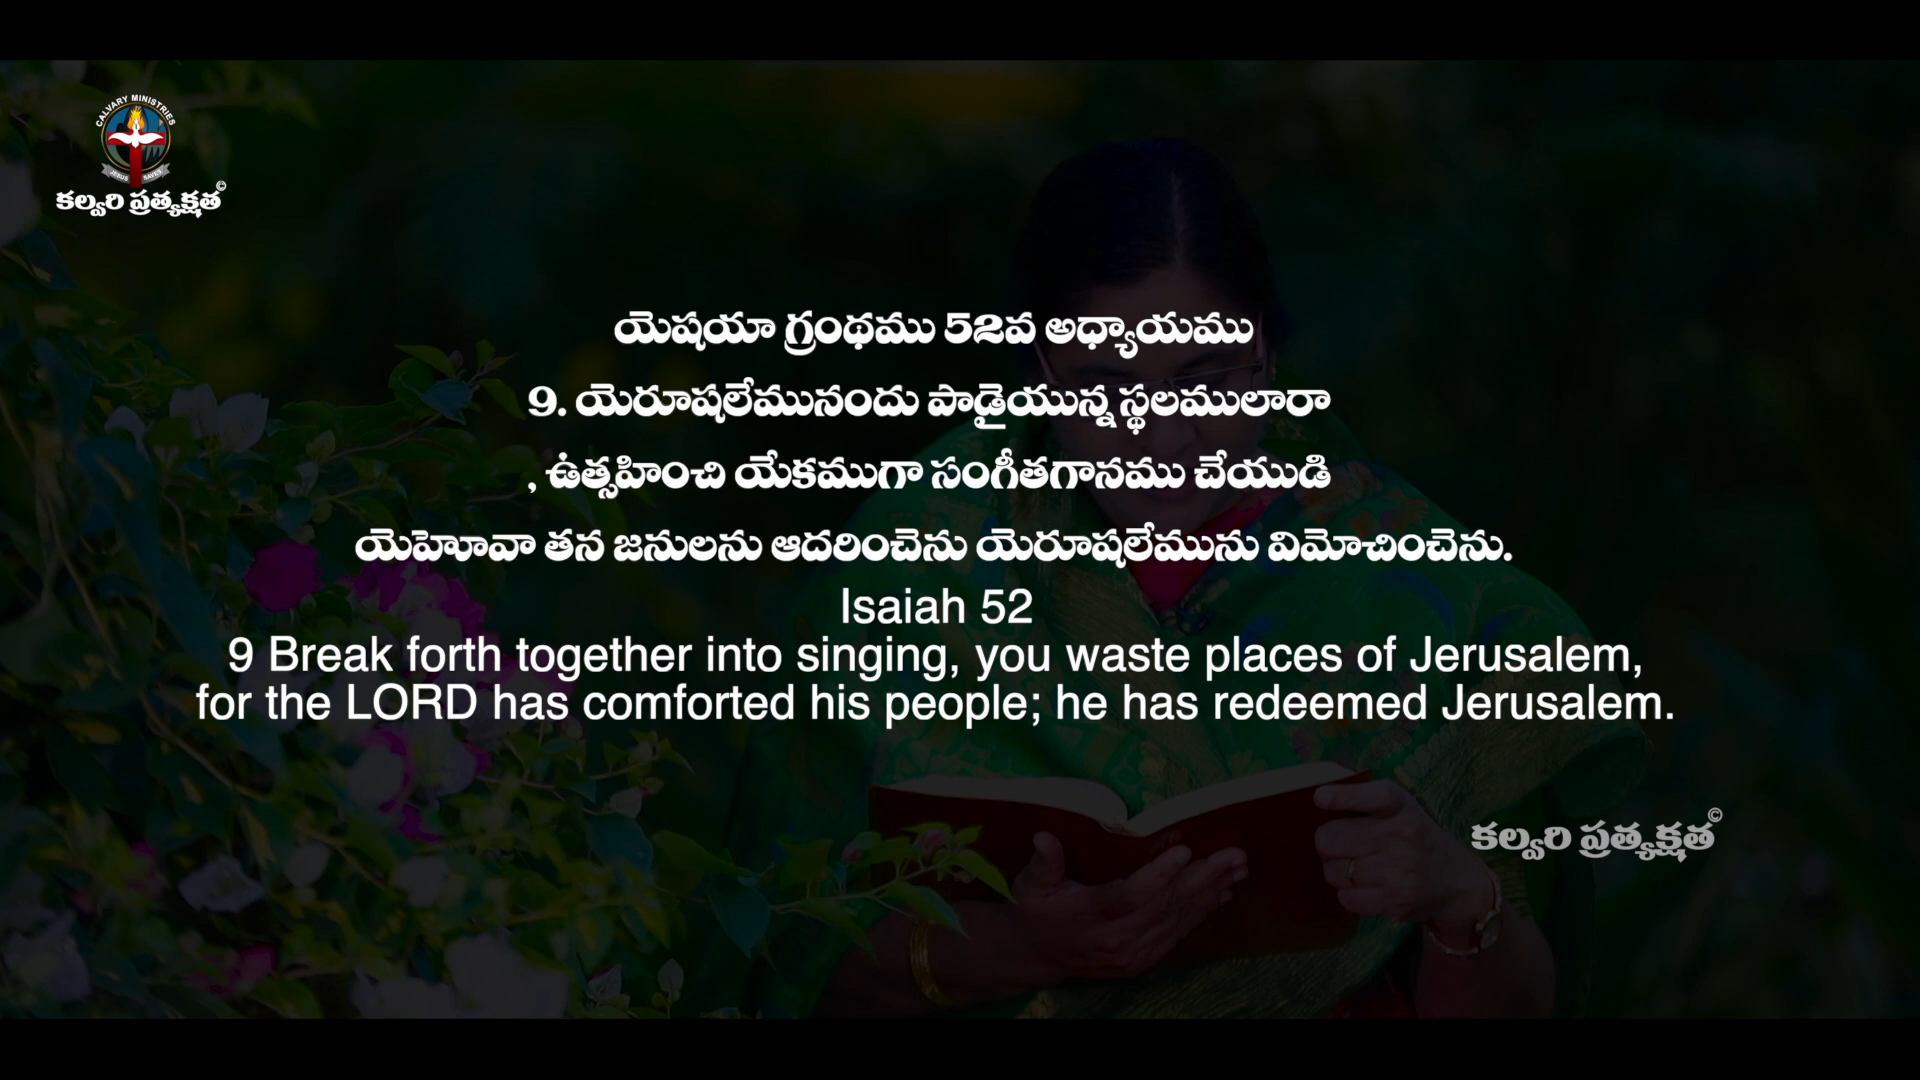 CALVARY MINISTRIES
JESUS SAVES
కల్వరి ప్రత్యక్షత©
యెషయా గ్రంథము 52వ అధ్యాయము
9. యెరూషలేమునందు పాడైయున్న స్థలములారా
, ఉత్సహించి యేకముగా సంగీతగానము చేయుడి
యెహోవా తన జనులను ఆదరించెను యెరూషలేమును విమోచించెను.
Isaiah 52
9 Break forth together into singing, you waste places of Jerusalem,
for the LORD has comforted his people; he has redeemed Jerusalem.
కల్వరి ప్రత్యక్షత©